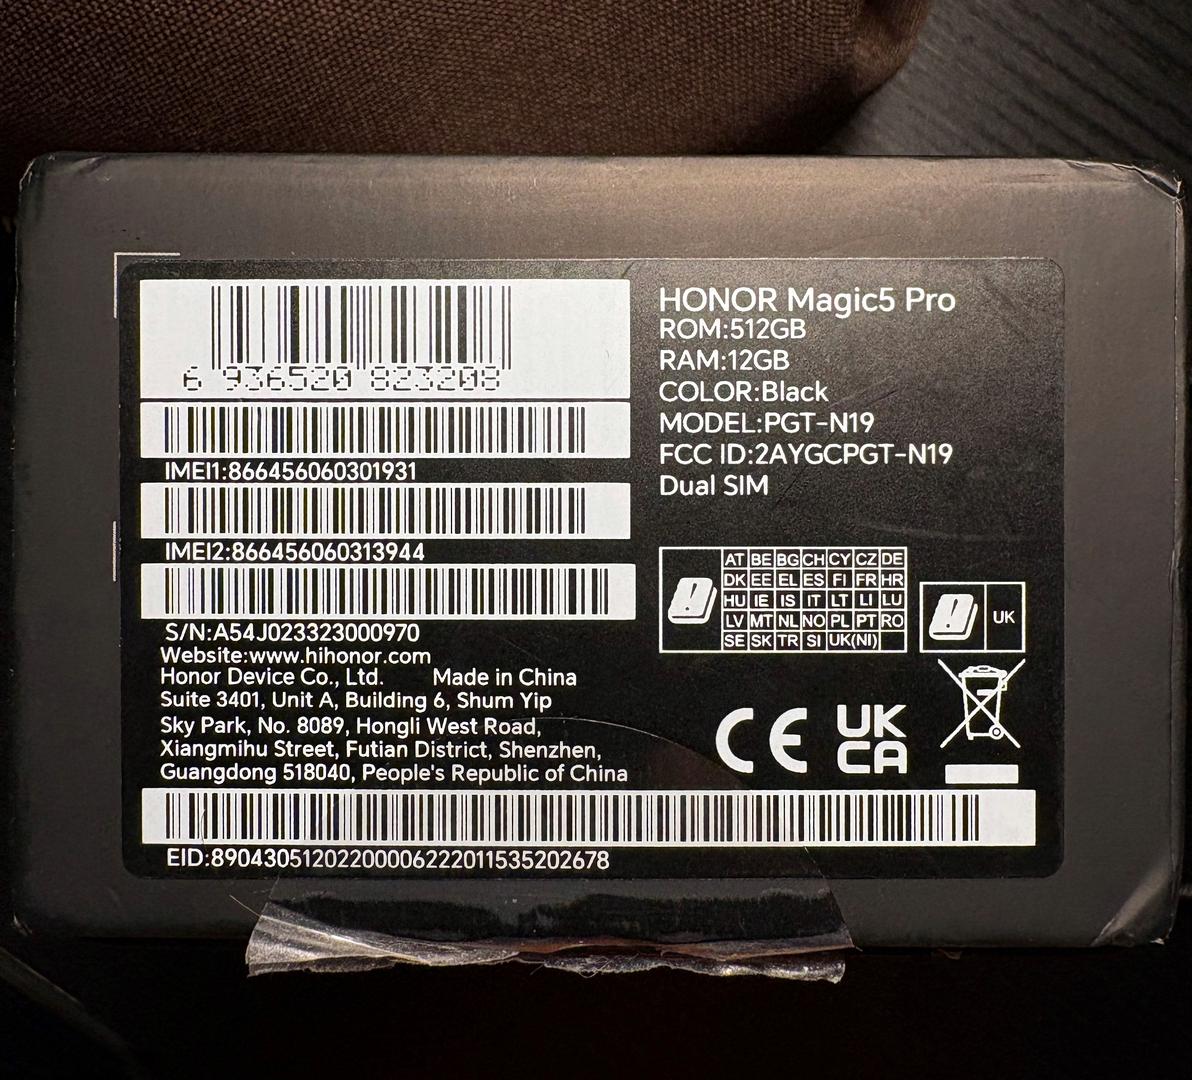 6 936520 823208
IMEI1:866456060301931
IMEI2:866456060313944
S/N:A54J023323000970
Website:www.hihonor.com
Honor Device Co., Ltd. Made in China
Suite 3401, Unit A, Building 6, Shum Yip
Sky Park, No. 8089, Hongli West Road,
Xiangmihu Street, Futian District, Shenzhen,
Guangdong 518040, People's Republic of China
EID:89043051202200006222011535202678
HONOR Magic5 Pro
ROM:512GB
RAM:12GB
COLOR:Black
MODEL:PGT-N19
FCC ID:2AYGCPGT-N19
Dual SIM
AT BE BG CH CY CZ DE
DK EE EL ES FI FR HR
HU IE IS IT LT LI LU
LV MT NL NO PL PT RO
SE SK TR SI UK(NI)
UK
CE
UK
CA